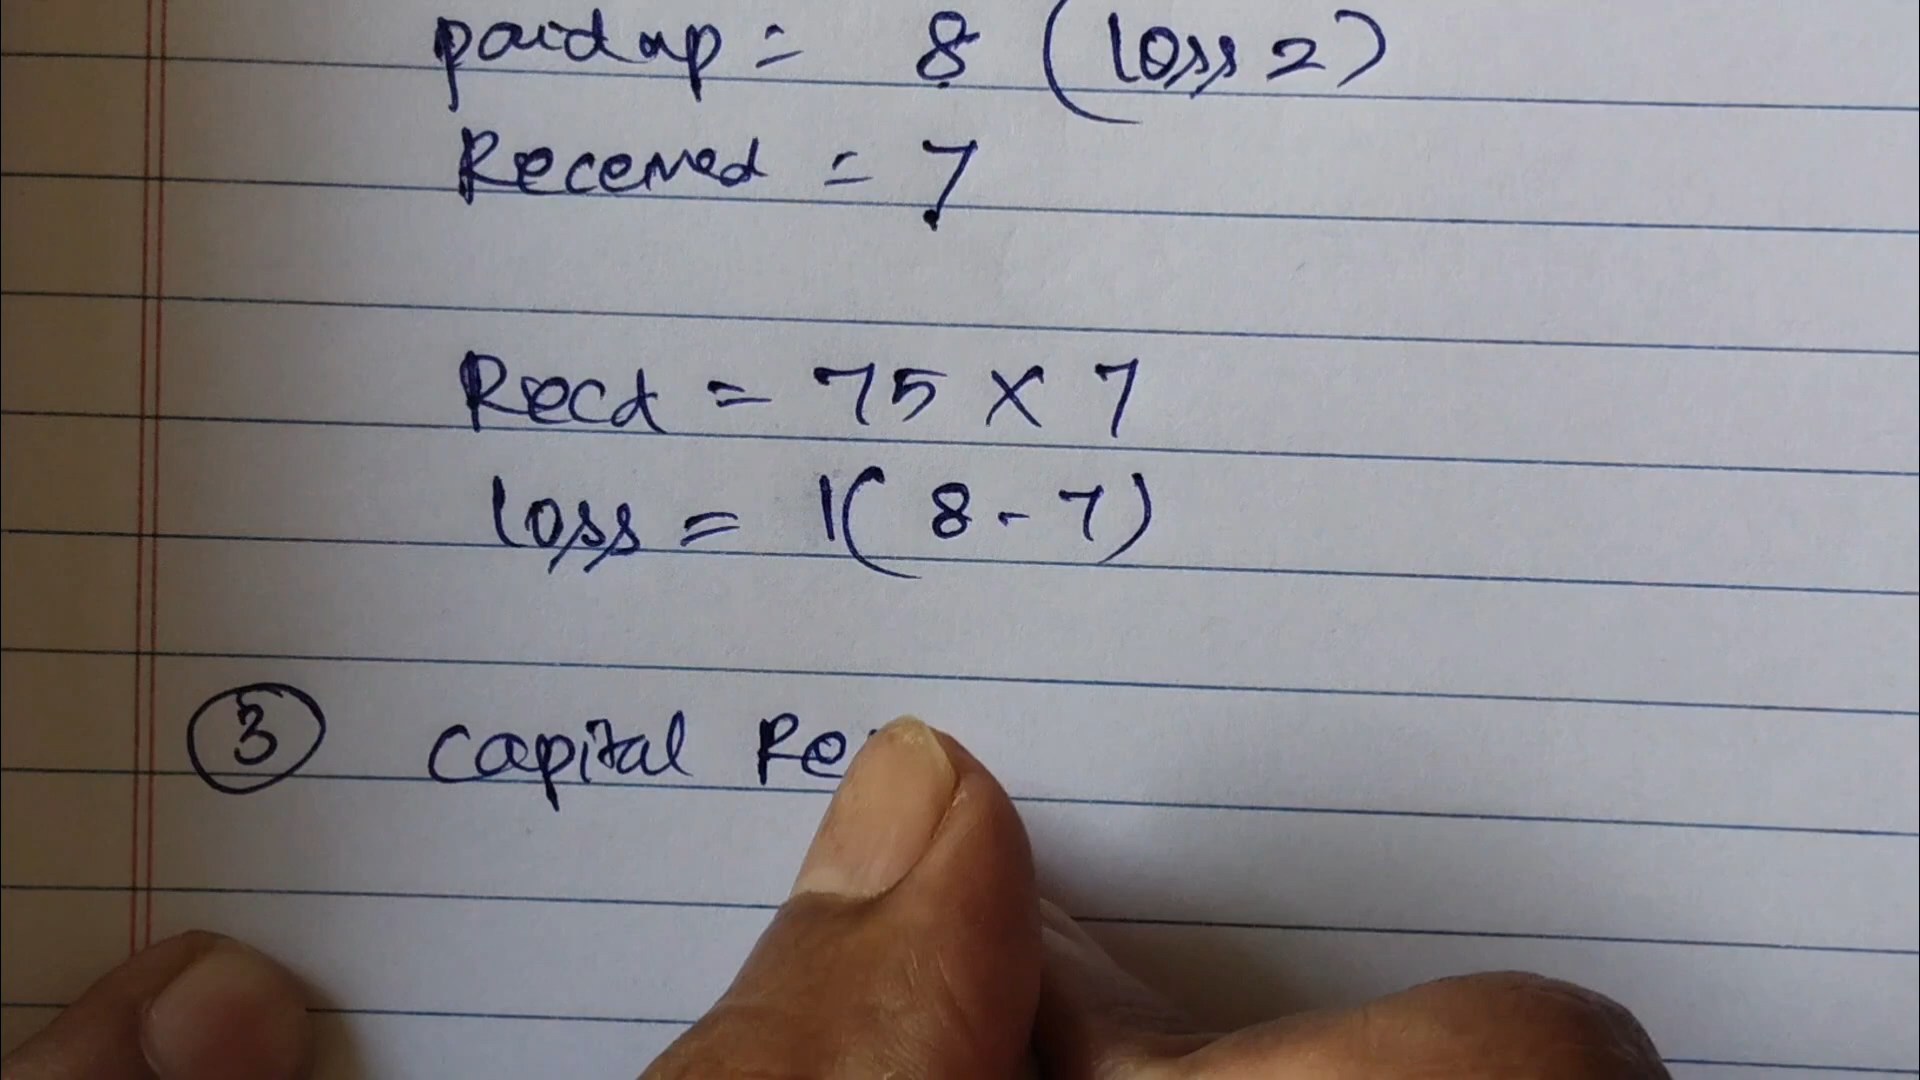 paid up = 8 (loss 2)
Received = 7
Recd = 75 × 7
loss = 1 (8 - 7)
③ Capital Re